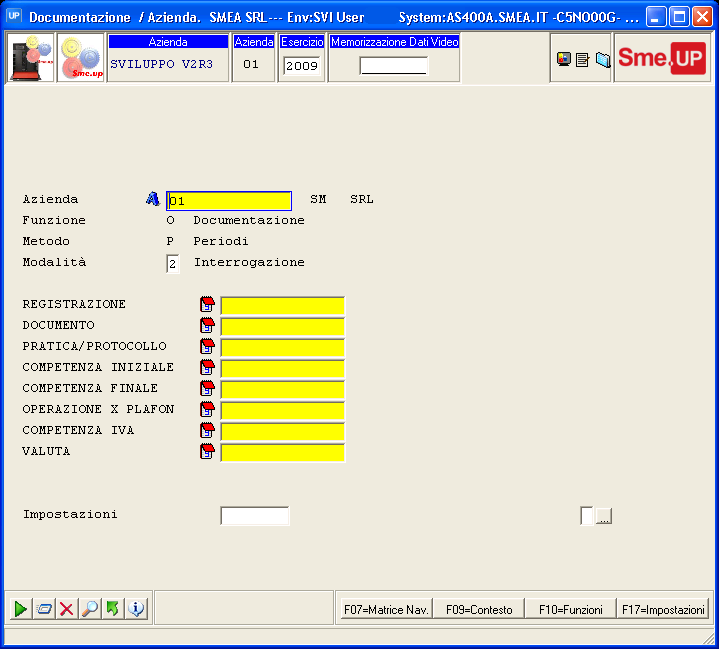 UP Documentazione / Azienda. SMEA SRL--- Env:SVI User System:AS400A.SMEA.IT -C5NO00G- ...
Azienda Azienda Esercizio Memorizzazione Dati Video
Sme.up SVILUPPO V2R3 01 2009 Sme.UP
Azienda 01 SM SRL
Funzione O Documentazione
Metodo P Periodi
Modalità 2 Interrogazione
REGISTRAZIONE
DOCUMENTO
PRATICA/PROTOCOLLO
COMPETENZA INIZIALE
COMPETENZA FINALE
OPERAZIONE X PLAFON
COMPETENZA IVA
VALUTA
Impostazioni ...
F07=Matrice Nav. F09=Contesto F10=Funzioni F17=Impostazioni